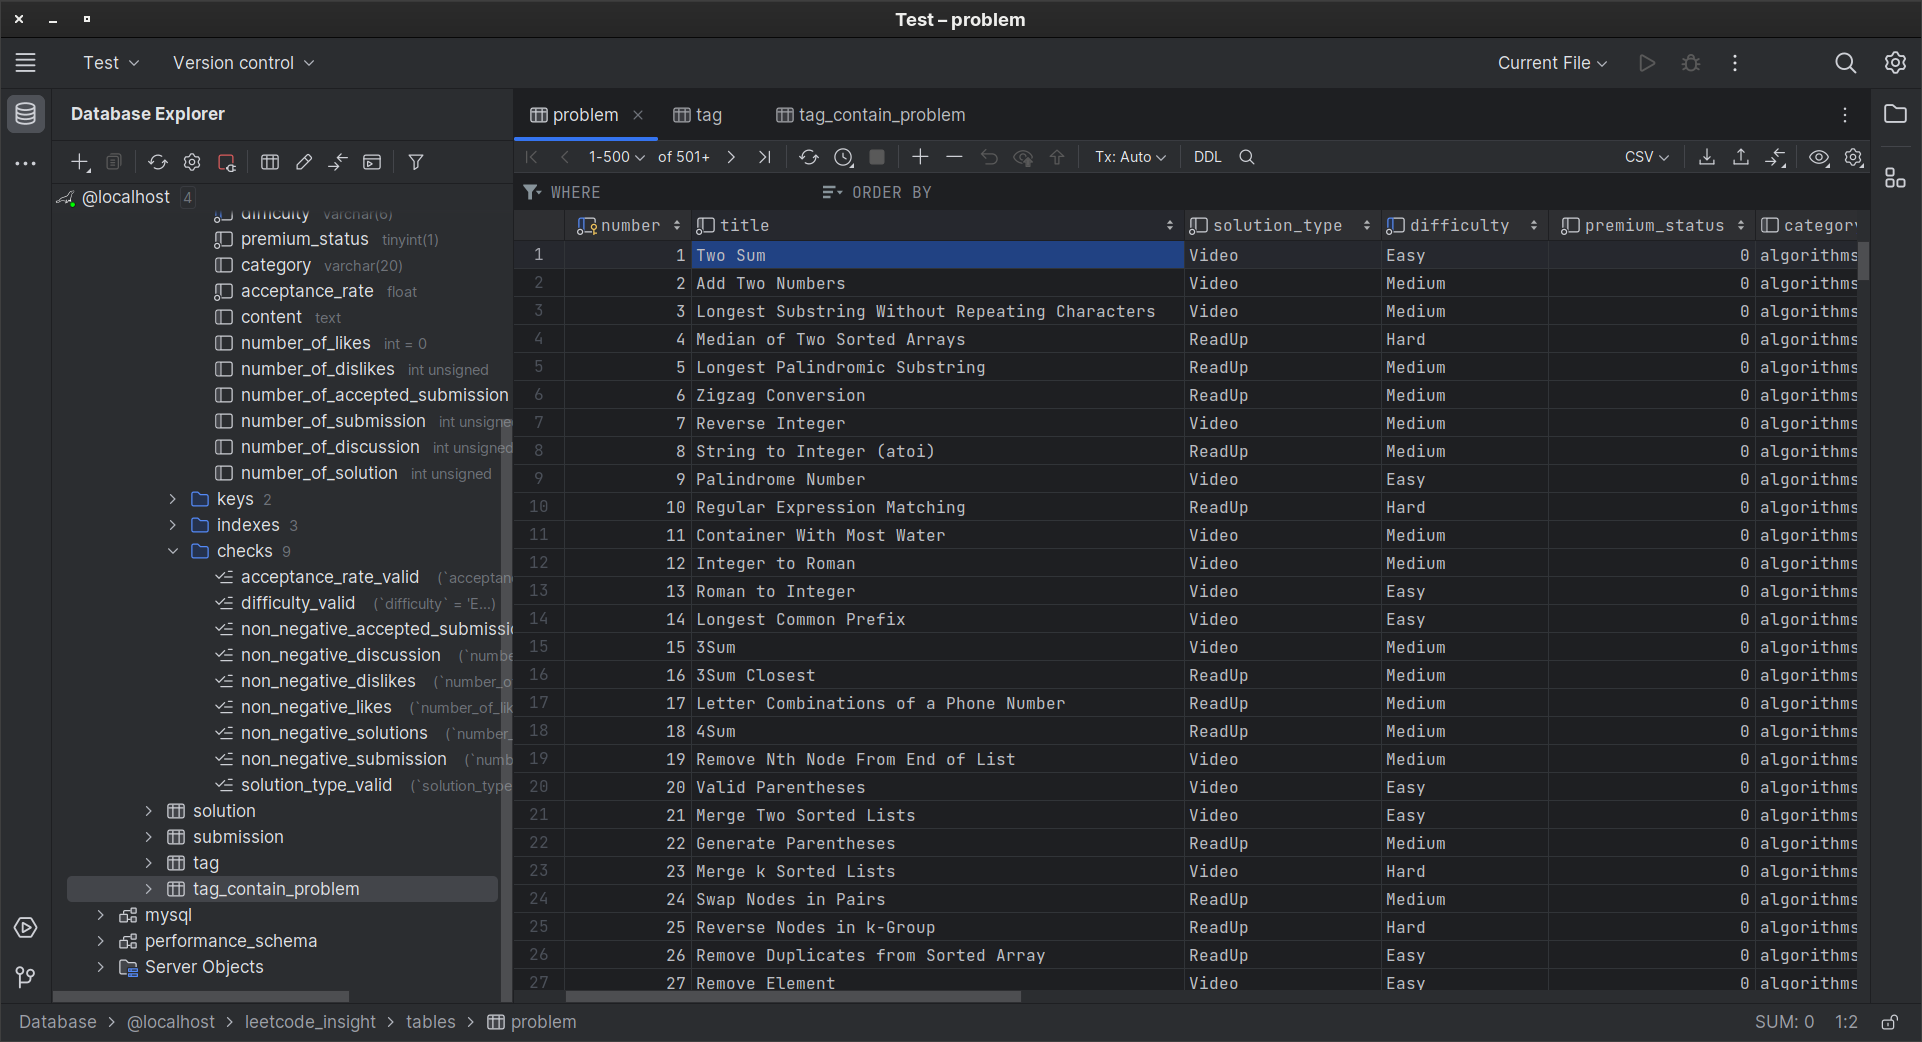 Test – problem
Test
Version control
Current File
Database Explorer
problem
tag
tag_contain_problem
1-500
of 501+
Tx: Auto
DDL
CSV
WHERE
ORDER BY
@localhost 4
difficulty varchar(6)
premium_status tinyint(1)
category varchar(20)
acceptance_rate float
content text
number_of_likes int = 0
number_of_dislikes int unsigned
number_of_accepted_submission
number_of_submission int unsigne
number_of_discussion int unsigned
number_of_solution int unsigned
keys 2
indexes 3
checks 9
acceptance_rate_valid (`acceptan
difficulty_valid (`difficulty` = 'E...)
non_negative_accepted_submissi
non_negative_discussion (`numbe
non_negative_dislikes (`number_o
non_negative_likes (`number_of_lik
non_negative_solutions (`number_
non_negative_submission (`numb
solution_type_valid (`solution_type
solution
submission
tag
tag_contain_problem
mysql
performance_schema
Server Objects
number title solution_type difficulty premium_status category
1 1 Two Sum Video Easy 0 algorithms
2 2 Add Two Numbers Video Medium 0 algorithms
3 3 Longest Substring Without Repeating Characters Video Medium 0 algorithms
4 4 Median of Two Sorted Arrays ReadUp Hard 0 algorithms
5 5 Longest Palindromic Substring ReadUp Medium 0 algorithms
6 6 Zigzag Conversion ReadUp Medium 0 algorithms
7 7 Reverse Integer Video Medium 0 algorithms
8 8 String to Integer (atoi) ReadUp Medium 0 algorithms
9 9 Palindrome Number Video Easy 0 algorithms
10 10 Regular Expression Matching ReadUp Hard 0 algorithms
11 11 Container With Most Water Video Medium 0 algorithms
12 12 Integer to Roman Video Medium 0 algorithms
13 13 Roman to Integer Video Easy 0 algorithms
14 14 Longest Common Prefix Video Easy 0 algorithms
15 15 3Sum Video Medium 0 algorithms
16 16 3Sum Closest ReadUp Medium 0 algorithms
17 17 Letter Combinations of a Phone Number ReadUp Medium 0 algorithms
18 18 4Sum ReadUp Medium 0 algorithms
19 19 Remove Nth Node From End of List Video Medium 0 algorithms
20 20 Valid Parentheses Video Easy 0 algorithms
21 21 Merge Two Sorted Lists Video Easy 0 algorithms
22 22 Generate Parentheses ReadUp Medium 0 algorithms
23 23 Merge k Sorted Lists Video Hard 0 algorithms
24 24 Swap Nodes in Pairs ReadUp Medium 0 algorithms
25 25 Reverse Nodes in k-Group ReadUp Hard 0 algorithms
26 26 Remove Duplicates from Sorted Array ReadUp Easy 0 algorithms
27 27 Remove Element Video Easy 0 algorithms
Database > @localhost > leetcode_insight > tables > problem
SUM: 0 1:2